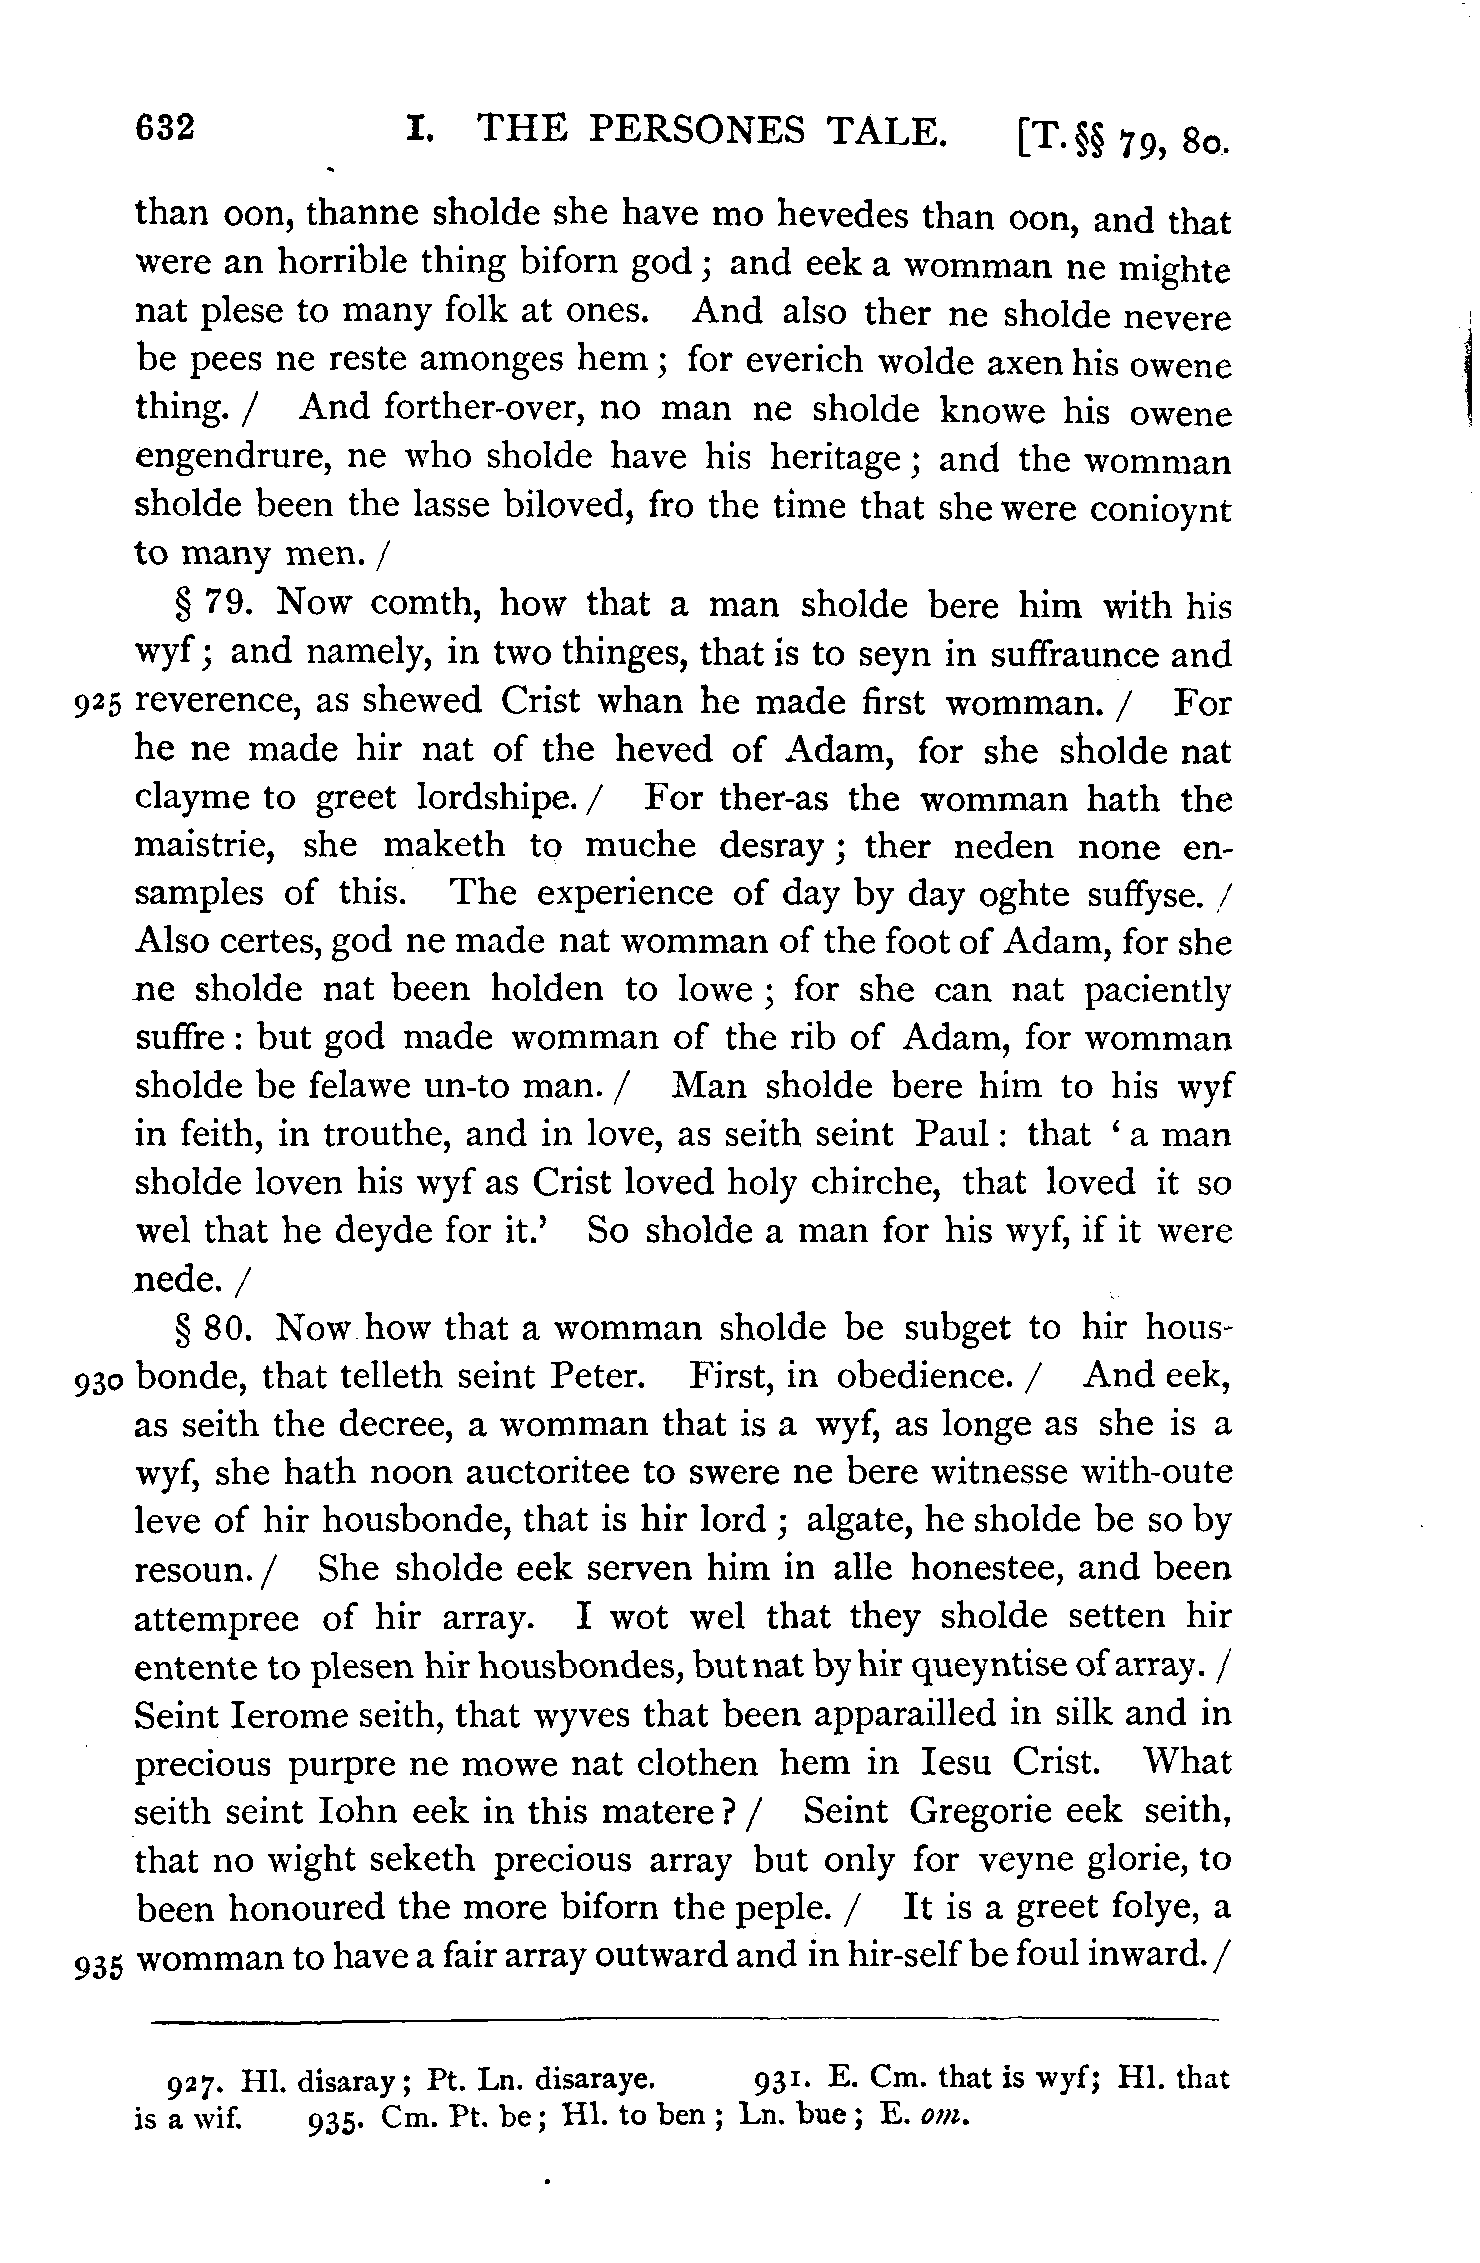 632 I. THE PERSONES TALE. [T. §§ 79, 80.
than oon, thanne sholde she have mo hevedes than oon, and that
were an horrible thing biforn god ; and eek a womman ne mighte
nat plese to many folk at ones. And also ther ne sholde nevere
be pees ne reste amonges hem ; for everich wolde axen his owene
thing. / And forther-over, no man ne sholde knowe his owene
engendrure, ne who sholde have his heritage ; and the womman
sholde been the lasse biloved, fro the time that she were conioynt
to many men. /
§ 79. Now comth, how that a man sholde bere him with his
wyf ; and namely, in two thinges, that is to seyn in suffraunce and
925 reverence, as shewed Crist whan he made first womman. / For
he ne made hir nat of the heved of Adam, for she sholde nat
clayme to greet lordshipe. / For ther-as the womman hath the
maistrie, she maketh to muche desray ; ther neden none en-
samples of this. The experience of day by day oghte suffyse. /
Also certes, god ne made nat womman of the foot of Adam, for she
ne sholde nat been holden to lowe ; for she can nat paciently
suffre : but god made womman of the rib of Adam, for womman
sholde be felawe un-to man. / Man sholde bere him to his wyf
in feith, in trouthe, and in love, as seith seint Paul : that ‘ a man
sholde loven his wyf as Crist loved holy chirche, that loved it so
wel that he deyde for it.’ So sholde a man for his wyf, if it were
nede. /
§ 80. Now how that a womman sholde be subget to hir hous-
930 bonde, that telleth seint Peter. First, in obedience. / And eek,
as seith the decree, a womman that is a wyf, as longe as she is a
wyf, she hath noon auctoritee to swere ne bere witnesse with-oute
leve of hir housbonde, that is hir lord ; algate, he sholde be so by
resoun. / She sholde eek serven him in alle honestee, and been
attempree of hir array. I wot wel that they sholde setten hir
entente to plesen hir housbondes, but nat by hir queyntise of array. /
Seint Ierome seith, that wyves that been apparailled in silk and in
precious purpre ne mowe nat clothen hem in Iesu Crist. What
seith seint Iohn eek in this matere ? / Seint Gregorie eek seith,
that no wight seketh precious array but only for veyne glorie, to
been honoured the more biforn the peple. / It is a greet folye, a
935 womman to have a fair array outward and in hir-self be foul inward. /
927. Hl. disaray ; Pt. Ln. disaraye. 931. E. Cm. that is wyf; Hl. that
is a wif. 935. Cm. Pt. be ; Hl. to ben ; Ln. bue ; E. om.